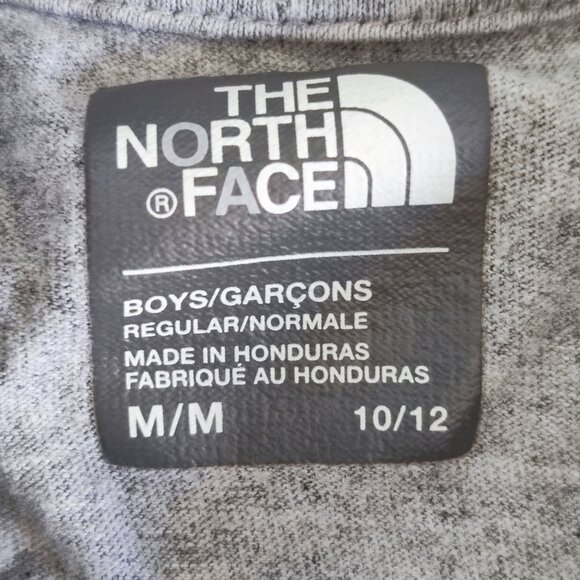 THE
NORTH
® FACE
BOYS/GARÇONS
REGULAR/NORMALE
MADE IN HONDURAS
FABRIQUÉ AU HONDURAS
M/M 10/12